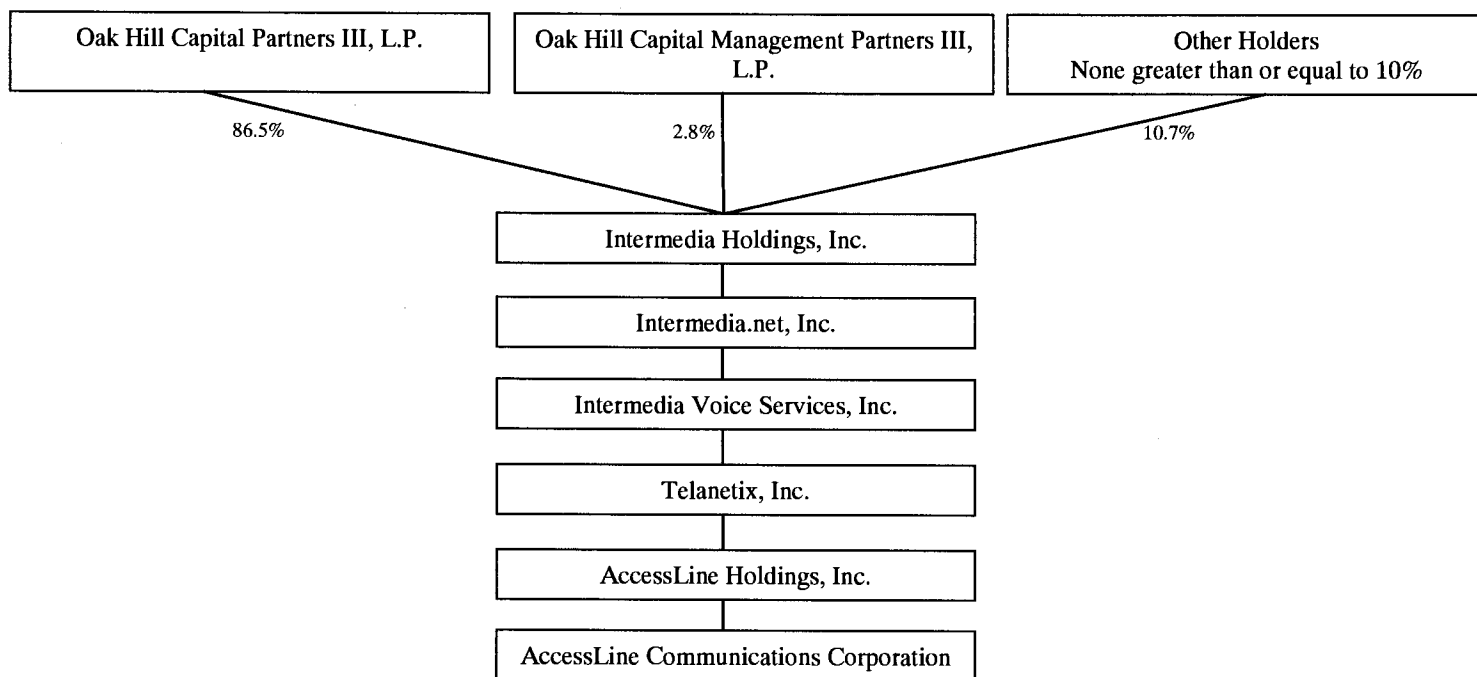 Oak Hill Capital Partners III, L.P.
Oak Hill Capital Management Partners III,
L.P.
Other Holders
None greater than or equal to 10%
86.5%
2.8%
10.7%
Intermedia Holdings, Inc.
Intermedia.net, Inc.
Intermedia Voice Services, Inc.
Telanetix, Inc.
AccessLine Holdings, Inc.
AccessLine Communications Corporation